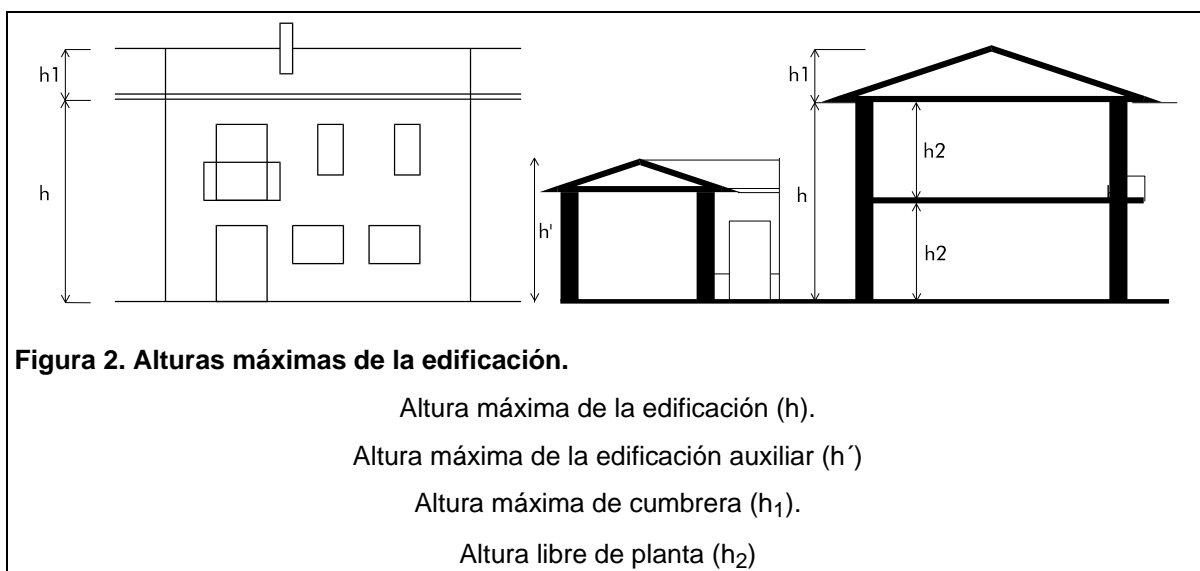 h1
h
h'
h1
h
h2
h2
Figura 2. Alturas máximas de la edificación.
Altura máxima de la edificación (h).
Altura máxima de la edificación auxiliar (h´)
Altura máxima de cumbrera (h1).
Altura libre de planta (h2)